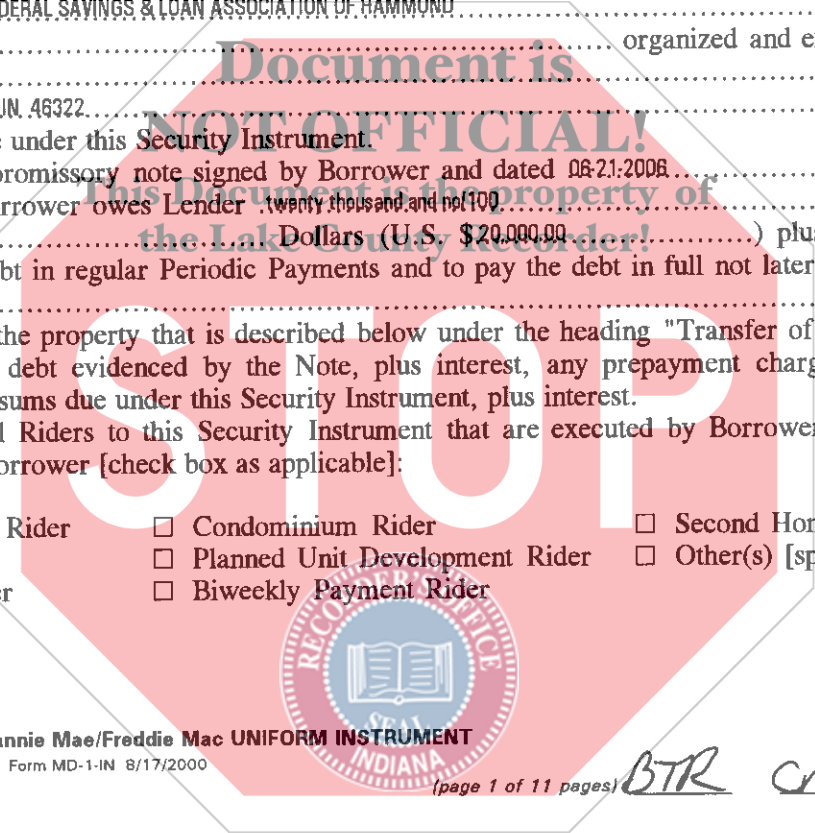 DERAL SAVINGS & LOAN ASSOCIATION OF HAMMOND
organized and e
Document is
IN 46322
NOT OFFICIAL!
under this Security Instrument.
promissory note signed by Borrower and dated 06-21-2006
This Document is the property of
rrower owes Lender twenty thousand and no/100
the Lake County Recorder!
Dollars (U.S. $20,000.00) plus
bt in regular Periodic Payments and to pay the debt in full not later
the property that is described below under the heading "Transfer of
debt evidenced by the Note, plus interest, any prepayment charg
STOP
sums due under this Security Instrument, plus interest.
l Riders to this Security Instrument that are executed by Borrower
orrower [check box as applicable]:
Rider □ Condominium Rider □ Second Hom
□ Planned Unit Development Rider □ Other(s) [sp
er □ Biweekly Payment Rider
RECORDER'S OFFICE
SEAL
INDIANA
annie Mae/Freddie Mac UNIFORM INSTRUMENT
Form MD-1-IN 8/17/2000
(page 1 of 11 pages) BTR